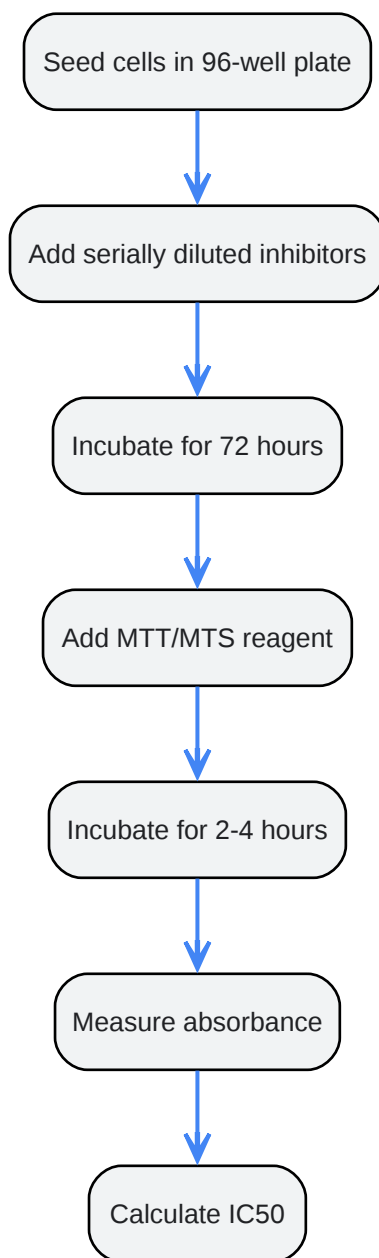 Seed cells in 96-well plate
Add serially diluted inhibitors
Incubate for 72 hours
Add MTT/MTS reagent
Incubate for 2-4 hours
Measure absorbance
Calculate IC50